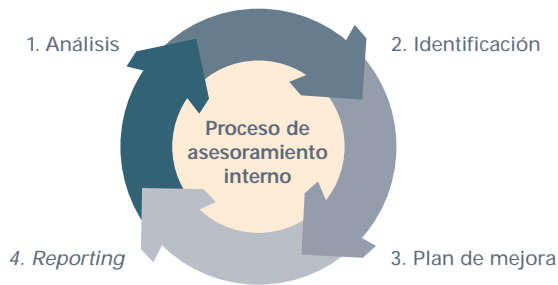 1. Análisis
2. Identificación
Proceso de
asesoramiento
interno
4. Reporting
3. Plan de mejora